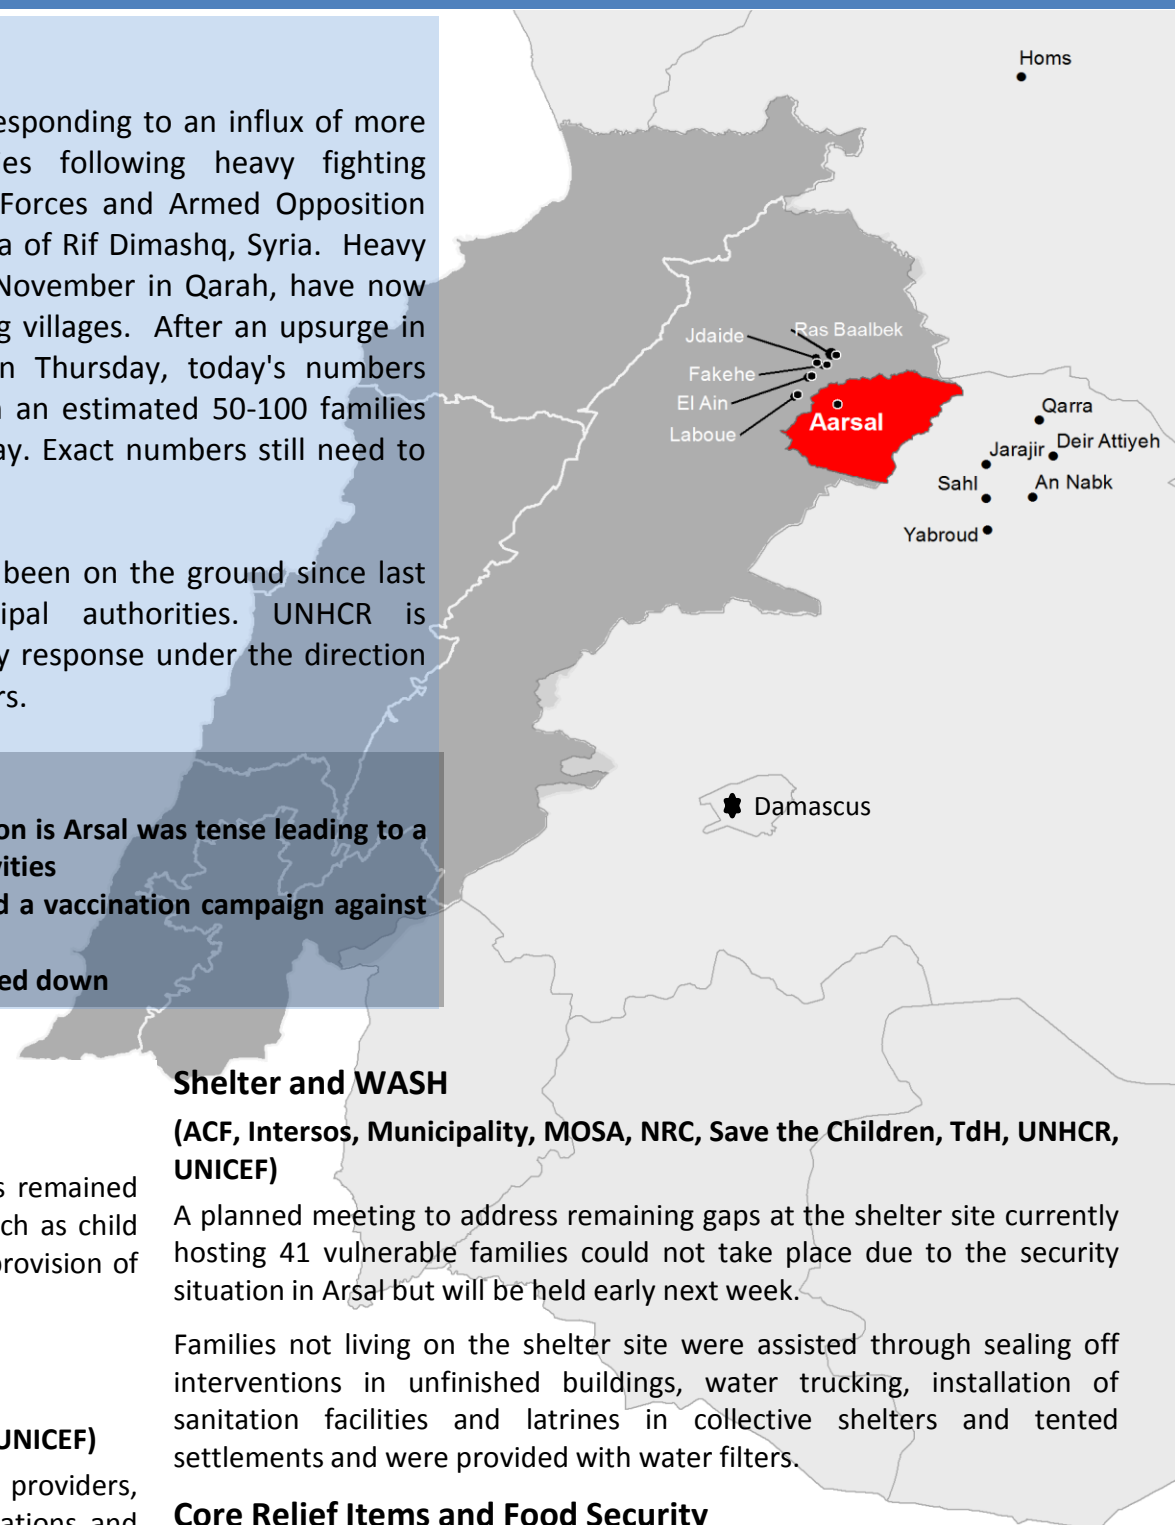 esponding to an influx of more
ies following heavy fighting
Forces and Armed Opposition
a of Rif Dimashq, Syria. Heavy
November in Qarah, have now
g villages. After an upsurge in
n Thursday, today's numbers
n an estimated 50-100 families
ay. Exact numbers still need to
been on the ground since last
ipal authorities. UNHCR is
y response under the direction
rs.
on is Arsal was tense leading to a
vities
d a vaccination campaign against
ed down
Homs
Jdaide
Ras Baalbek
Fakehe
El Ain
Laboue
Aarsal
Qarra
Jarajir
Deir Attiyeh
Sahl
An Nabk
Yabroud
Damascus
s remained
ch as child
provision of
UNICEF)
providers,
ations and
Shelter and WASH
(ACF, Intersos, Municipality, MOSA, NRC, Save the Children, TdH, UNHCR,
UNICEF)
A planned meeting to address remaining gaps at the shelter site currently
hosting 41 vulnerable families could not take place due to the security
situation in Arsal but will be held early next week.
Families not living on the shelter site were assisted through sealing off
interventions in unfinished buildings, water trucking, installation of
sanitation facilities and latrines in collective shelters and tented
settlements and were provided with water filters.
Core Relief Items and Food Security